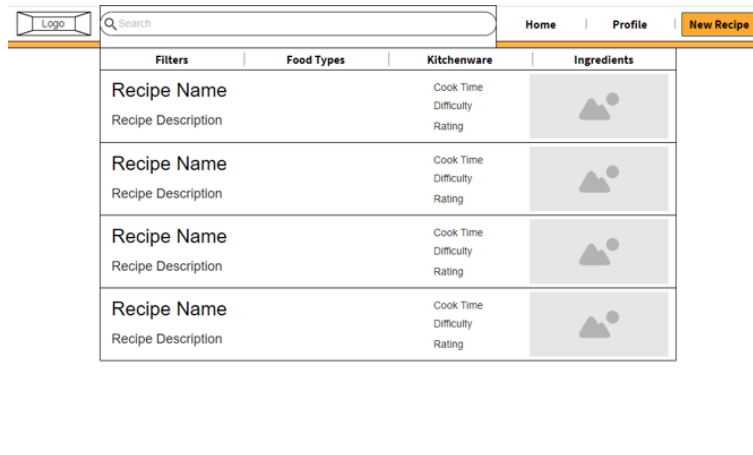 Logo
Search
Home | Profile | New Recipe
Filters | Food Types | Kitchenware | Ingredients
Recipe Name
Recipe Description
Cook Time
Difficulty
Rating
Recipe Name
Recipe Description
Cook Time
Difficulty
Rating
Recipe Name
Recipe Description
Cook Time
Difficulty
Rating
Recipe Name
Recipe Description
Cook Time
Difficulty
Rating